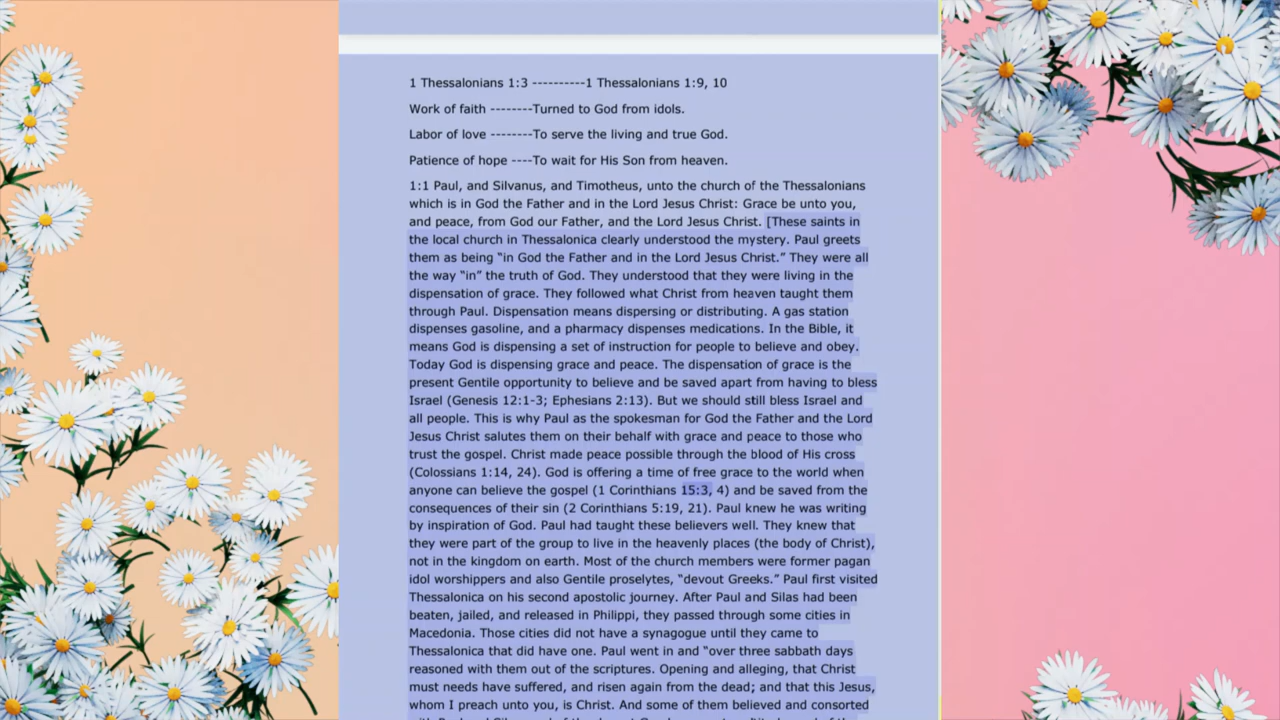 1 Thessalonians 1:3 ----------1 Thessalonians 1:9, 10
Work of faith --------Turned to God from idols.
Labor of love --------To serve the living and true God.
Patience of hope ----To wait for His Son from heaven.
1:1 Paul, and Silvanus, and Timotheus, unto the church of the Thessalonians
which is in God the Father and in the Lord Jesus Christ: Grace be unto you,
and peace, from God our Father, and the Lord Jesus Christ. [These saints in
the local church in Thessalonica clearly understood the mystery. Paul greets
them as being “in God the Father and in the Lord Jesus Christ.” They were all
the way “in” the truth of God. They understood that they were living in the
dispensation of grace. They followed what Christ from heaven taught them
through Paul. Dispensation means dispersing or distributing. A gas station
dispenses gasoline, and a pharmacy dispenses medications. In the Bible, it
means God is dispensing a set of instruction for people to believe and obey.
Today God is dispensing grace and peace. The dispensation of grace is the
present Gentile opportunity to believe and be saved apart from having to bless
Israel (Genesis 12:1-3; Ephesians 2:13). But we should still bless Israel and
all people. This is why Paul as the spokesman for God the Father and the Lord
Jesus Christ salutes them on their behalf with grace and peace to those who
trust the gospel. Christ made peace possible through the blood of His cross
(Colossians 1:14, 24). God is offering a time of free grace to the world when
anyone can believe the gospel (1 Corinthians 15:3, 4) and be saved from the
consequences of their sin (2 Corinthians 5:19, 21). Paul knew he was writing
by inspiration of God. Paul had taught these believers well. They knew that
they were part of the group to live in the heavenly places (the body of Christ),
not in the kingdom on earth. Most of the church members were former pagan
idol worshippers and also Gentile proselytes, “devout Greeks.” Paul first visited
Thessalonica on his second apostolic journey. After Paul and Silas had been
beaten, jailed, and released in Philippi, they passed through some cities in
Macedonia. Those cities did not have a synagogue until they came to
Thessalonica that did have one. Paul went in and “over three sabbath days
reasoned with them out of the scriptures. Opening and alleging, that Christ
must needs have suffered, and risen again from the dead; and that this Jesus,
whom I preach unto you, is Christ. And some of them believed and consorted